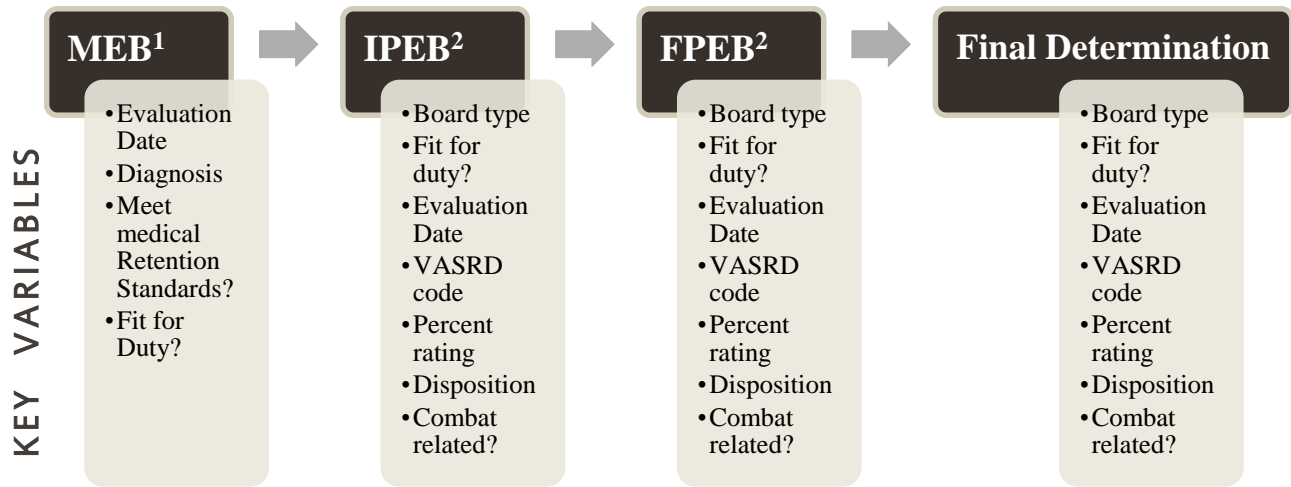 MEB¹
IPEB²
FPEB²
Final Determination
KEY VARIABLES
•Evaluation
Date
•Diagnosis
•Meet
medical
Retention
Standards?
•Fit for
Duty?
•Board type
•Fit for
duty?
•Evaluation
Date
•VASRD
code
•Percent
rating
•Disposition
•Combat
related?
•Board type
•Fit for
duty?
•Evaluation
Date
•VASRD
code
•Percent
rating
•Disposition
•Combat
related?
•Board type
•Fit for
duty?
•Evaluation
Date
•VASRD
code
•Percent
rating
•Disposition
•Combat
related?